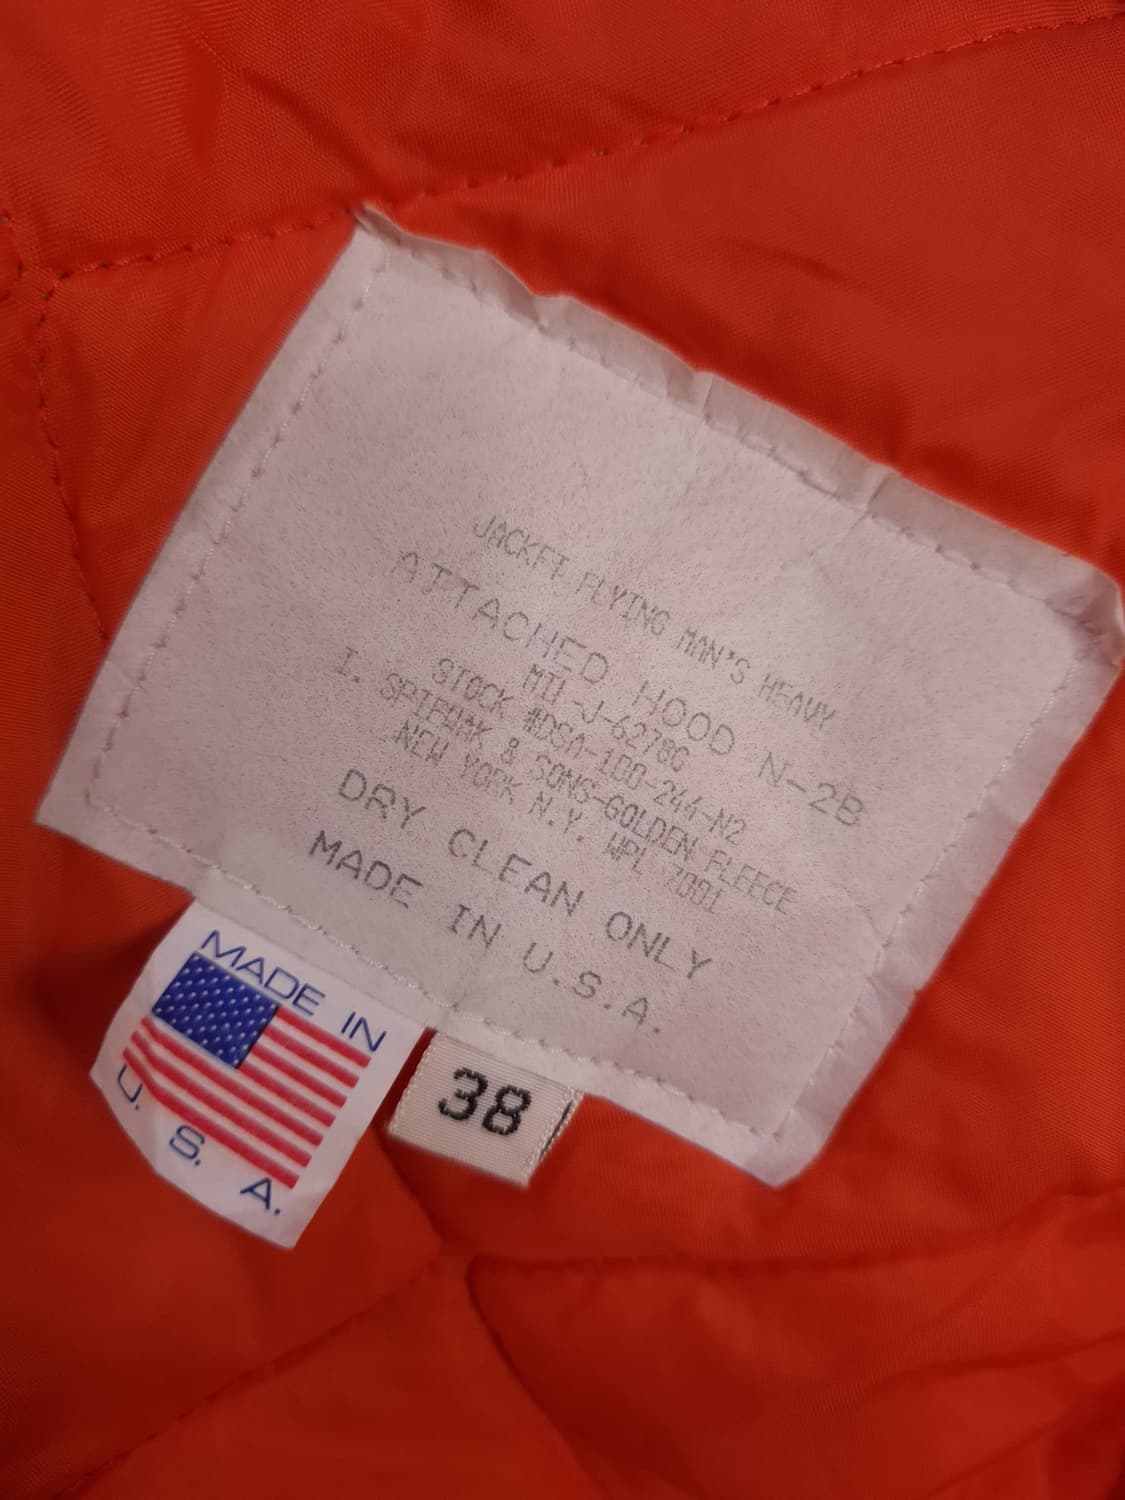 JACKET FLYING MAN'S HEAVY
ATTACHED HOOD N-2B
MIL-J-6278G
STOCK #DSA-100-244-N2
I. SPIEWAK & SONS-GOLDEN FLEECE
NEW YORK N.Y. WPL 7001
DRY CLEAN ONLY
MADE IN U.S.A.
MADE IN
U. S. A.
38